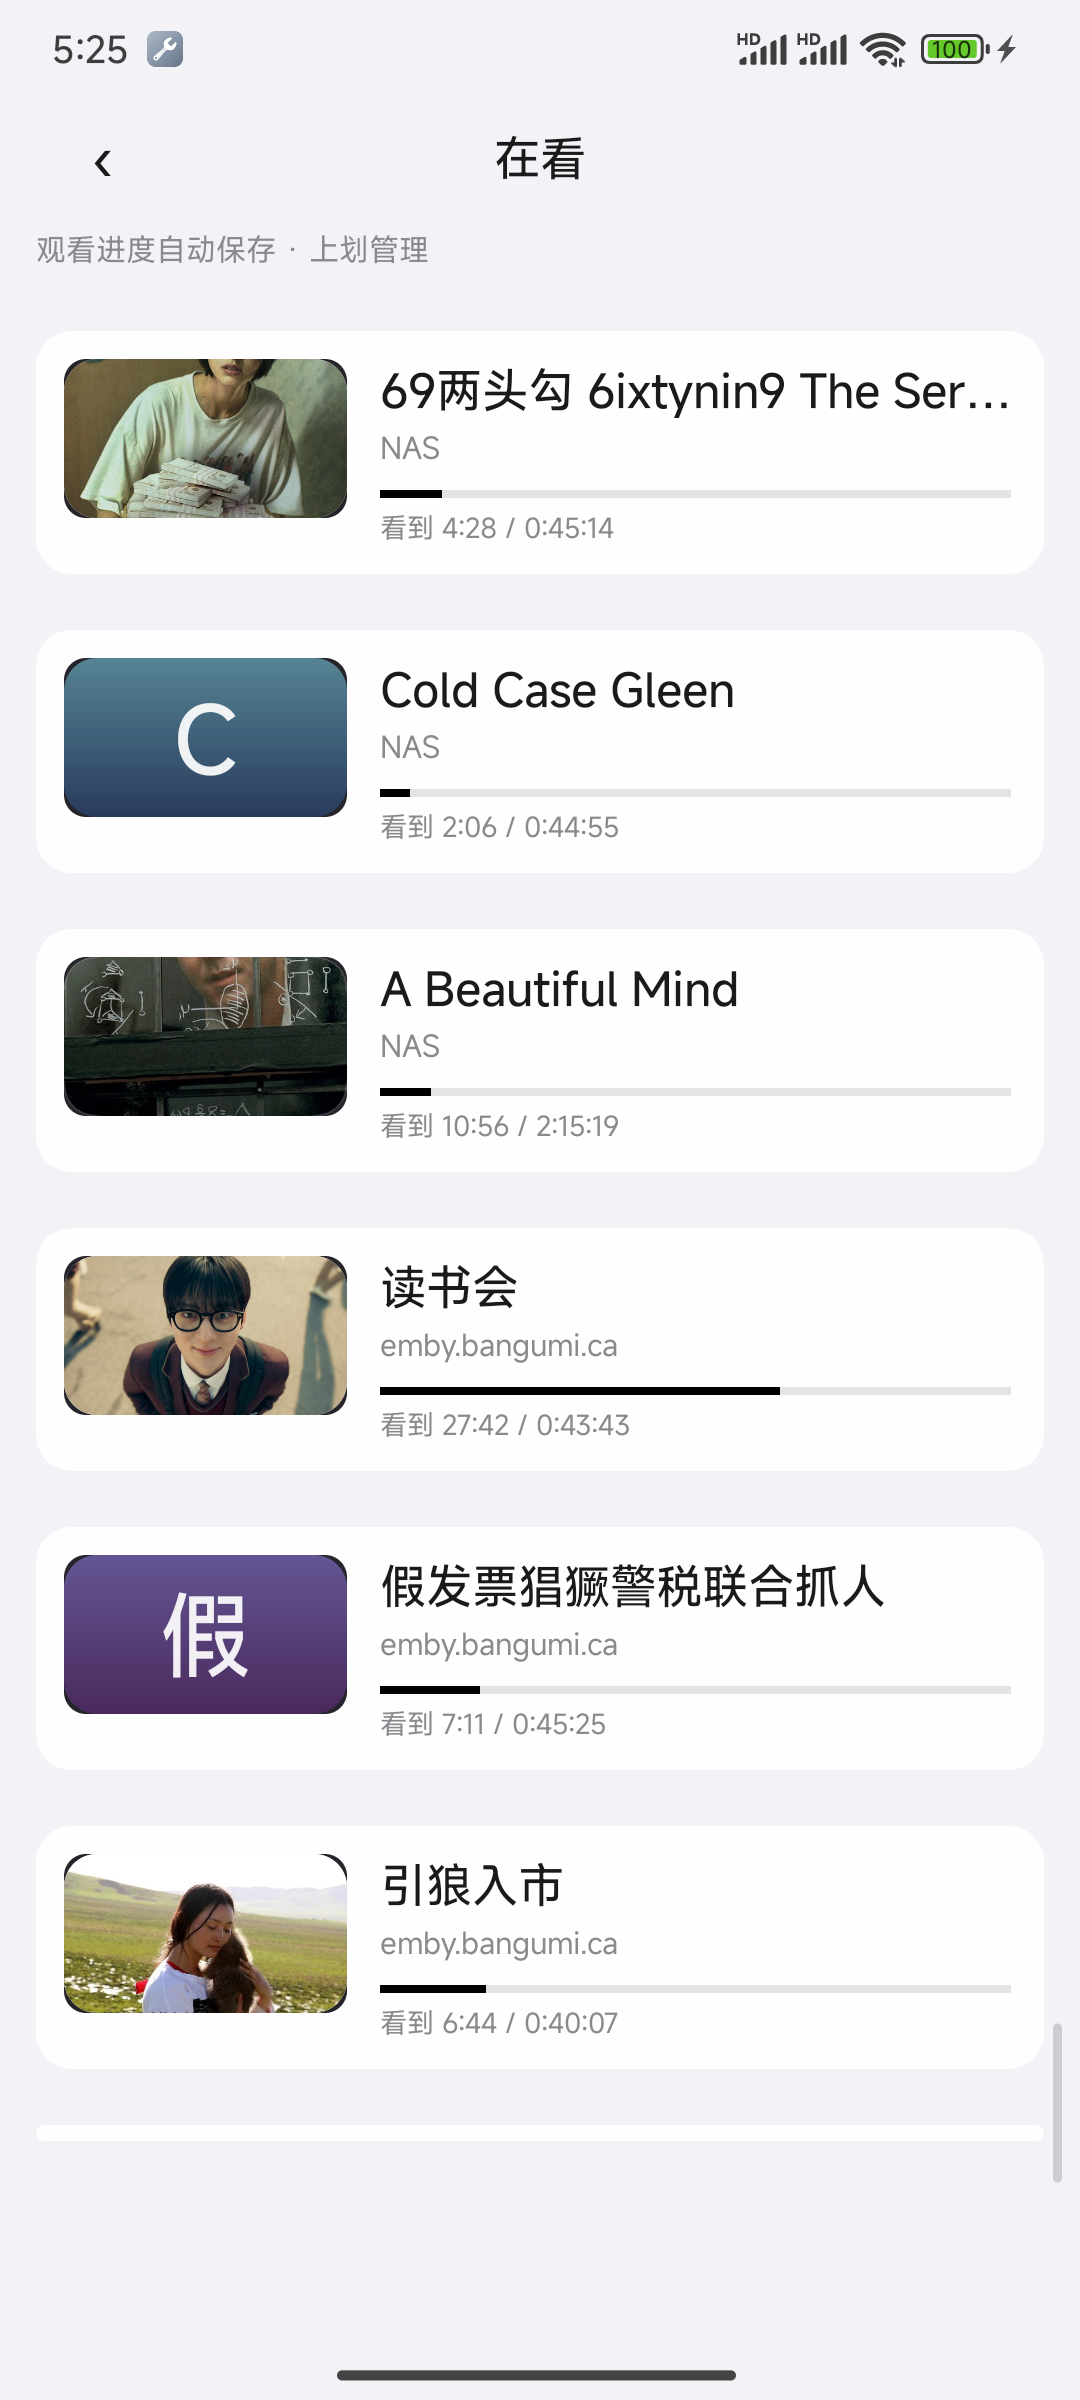 5:25
HD HD 100
‹ 在看
观看进度自动保存 · 上划管理
69两头勾 6ixtynin9 The Ser...
NAS
看到 4:28 / 0:45:14
C
Cold Case Gleen
NAS
看到 2:06 / 0:44:55
A Beautiful Mind
NAS
看到 10:56 / 2:15:19
读书会
emby.bangumi.ca
看到 27:42 / 0:43:43
假
假发票猖獗警税联合抓人
emby.bangumi.ca
看到 7:11 / 0:45:25
引狼入市
emby.bangumi.ca
看到 6:44 / 0:40:07